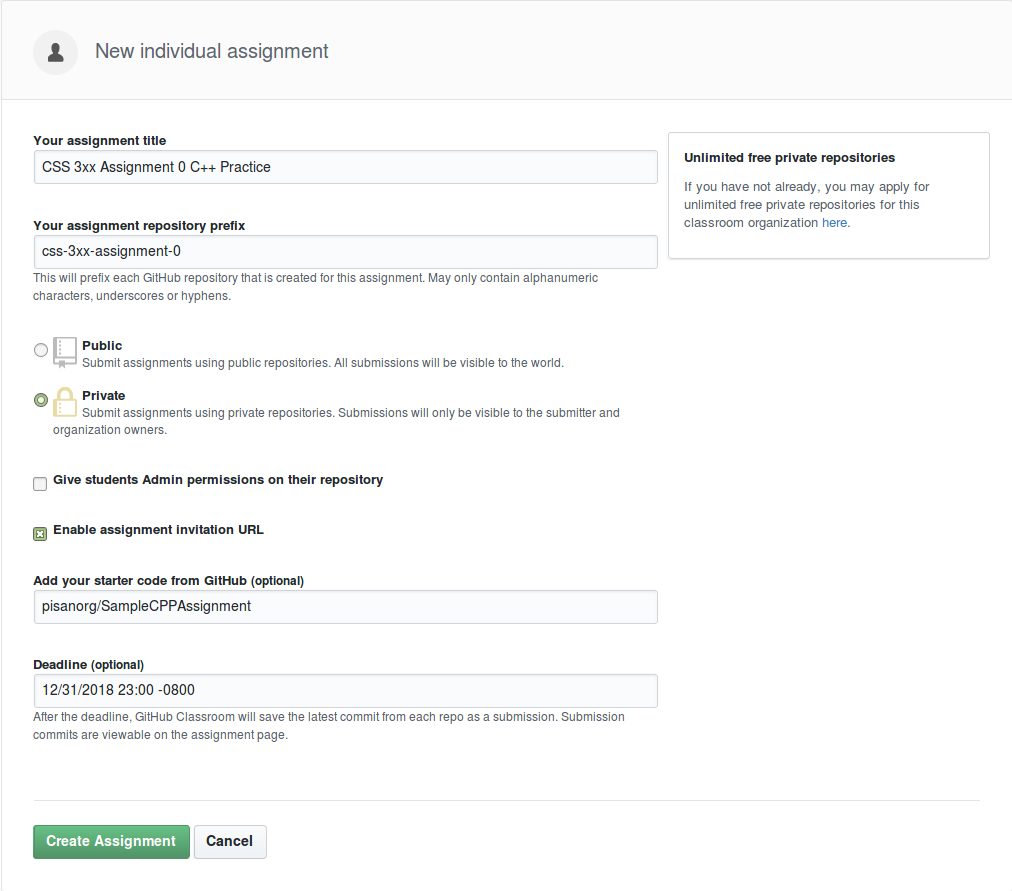 New individual assignment
Your assignment title
CSS 3xx Assignment 0 C++ Practice
Your assignment repository prefix
css-3xx-assignment-0
This will prefix each GitHub repository that is created for this assignment. May only contain alphanumeric
characters, underscores or hyphens.
Public
Submit assignments using public repositories. All submissions will be visible to the world.
Private
Submit assignments using private repositories. Submissions will only be visible to the submitter and
organization owners.
Give students Admin permissions on their repository
Enable assignment invitation URL
Add your starter code from GitHub (optional)
pisanorg/SampleCPPAssignment
Deadline (optional)
12/31/2018 23:00 -0800
After the deadline, GitHub Classroom will save the latest commit from each repo as a submission. Submission
commits are viewable on the assignment page.
Create Assignment
Cancel
Unlimited free private repositories
If you have not already, you may apply for
unlimited free private repositories for this
classroom organization here.